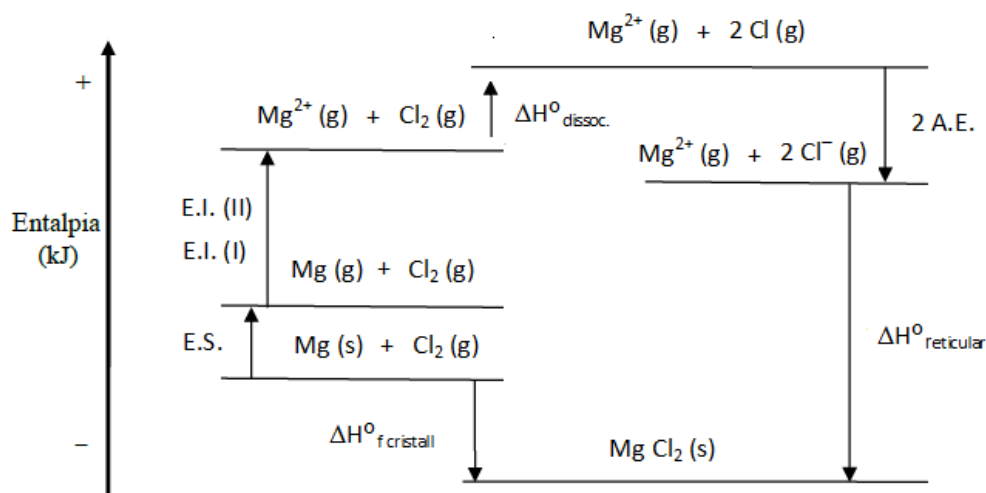 Mg²⁺ (g) + 2 Cl (g)
+
Mg²⁺ (g) + Cl₂ (g)
ΔHᴼ dissoc.
2 A.E.
Mg²⁺ (g) + 2 Cl⁻ (g)
E.I. (II)
Entalpia
(kJ)
E.I. (I)
Mg (g) + Cl₂ (g)
E.S.
Mg (s) + Cl₂ (g)
ΔHᴼ reticular
ΔHᴼ f cristall
−
Mg Cl₂ (s)